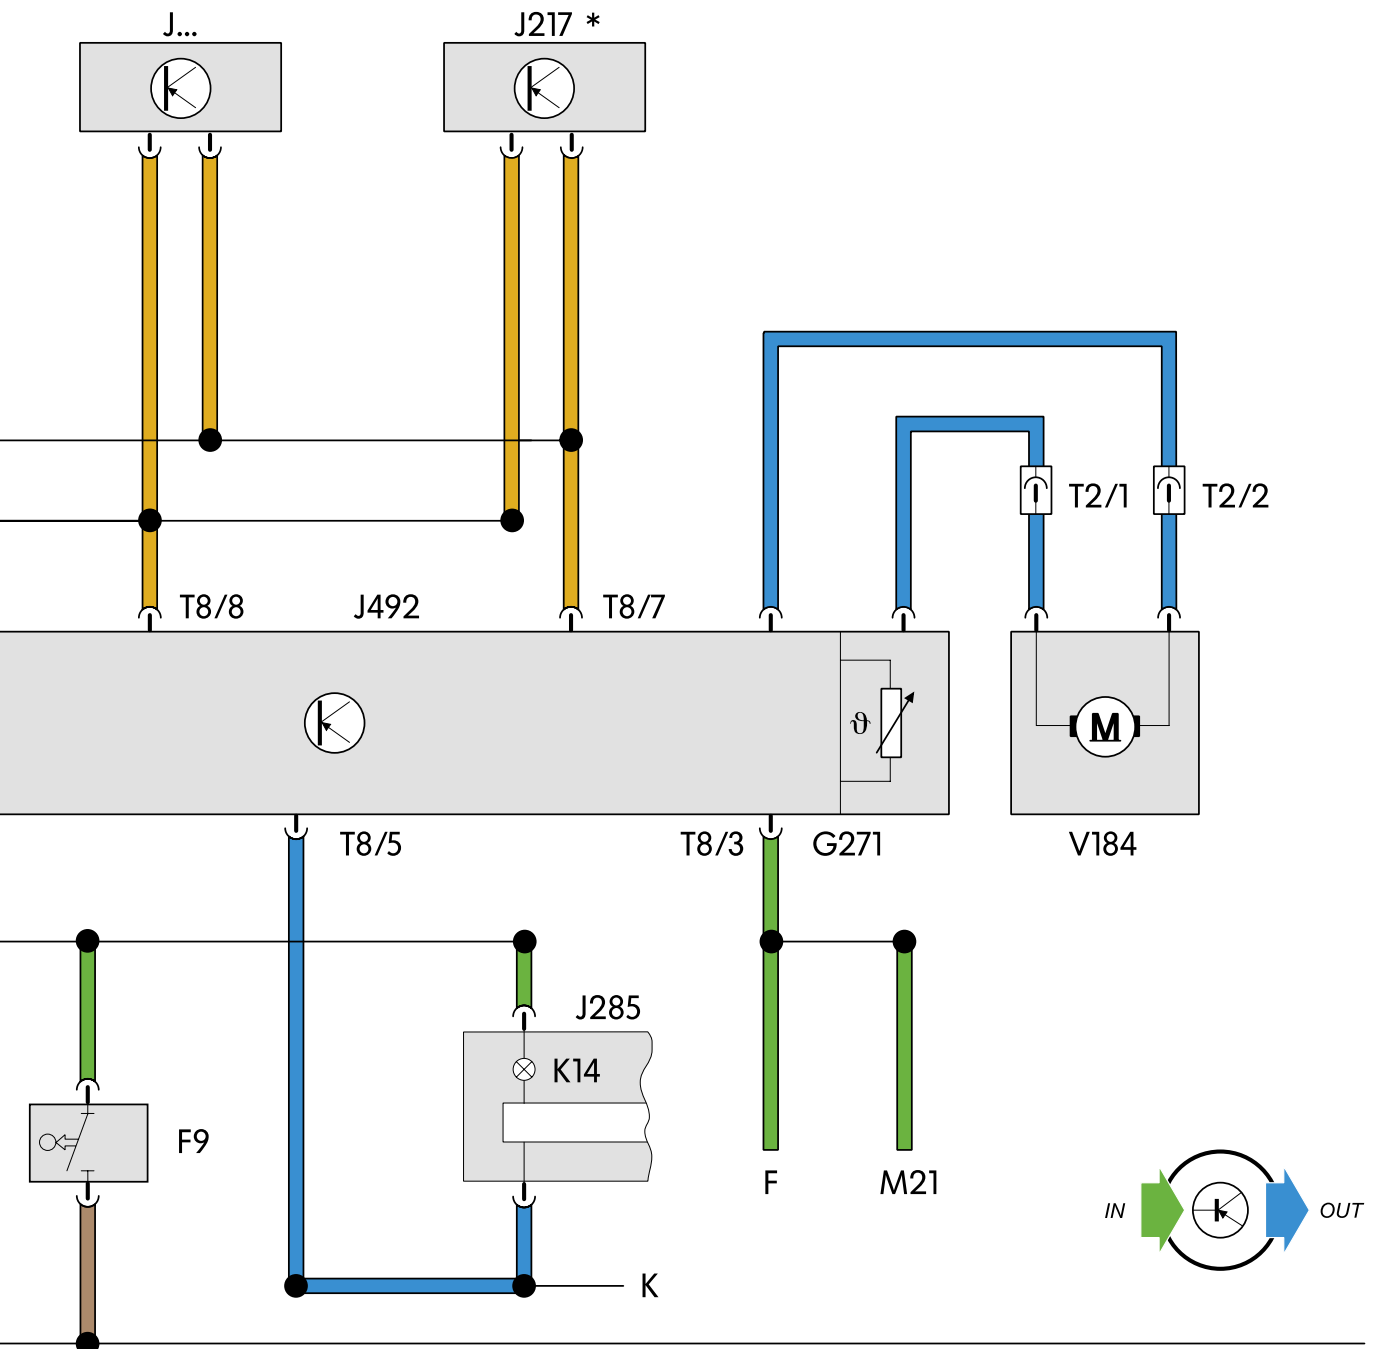 J... J217 *
T2/1 T2/2
T8/8 J492 T8/7
ϑ
M
T8/5 T8/3 G271 V184
J285
K14
F9
F M21
IN OUT
K